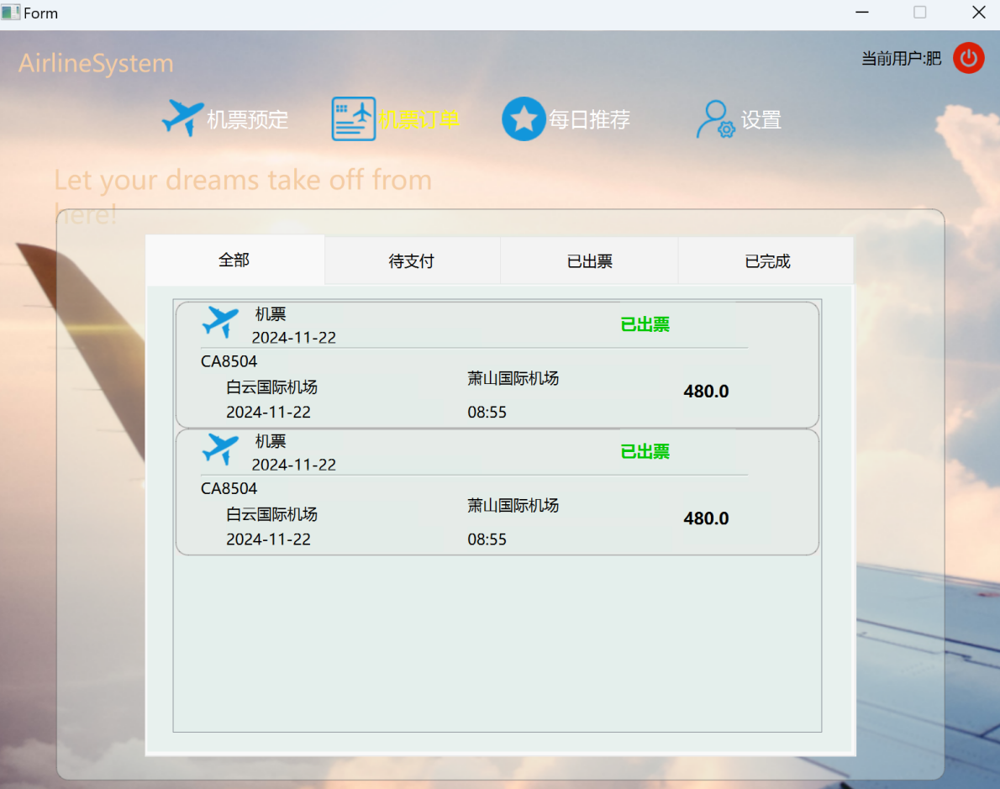 Form
AirlineSystem
当前用户:肥
机票预定
机票订单
每日推荐
设置
Let your dreams take off from
here!
全部
待支付
已出票
已完成
机票
已出票
2024-11-22
CA8504
白云国际机场
萧山国际机场
480.0
2024-11-22
08:55
机票
已出票
2024-11-22
CA8504
白云国际机场
萧山国际机场
480.0
2024-11-22
08:55